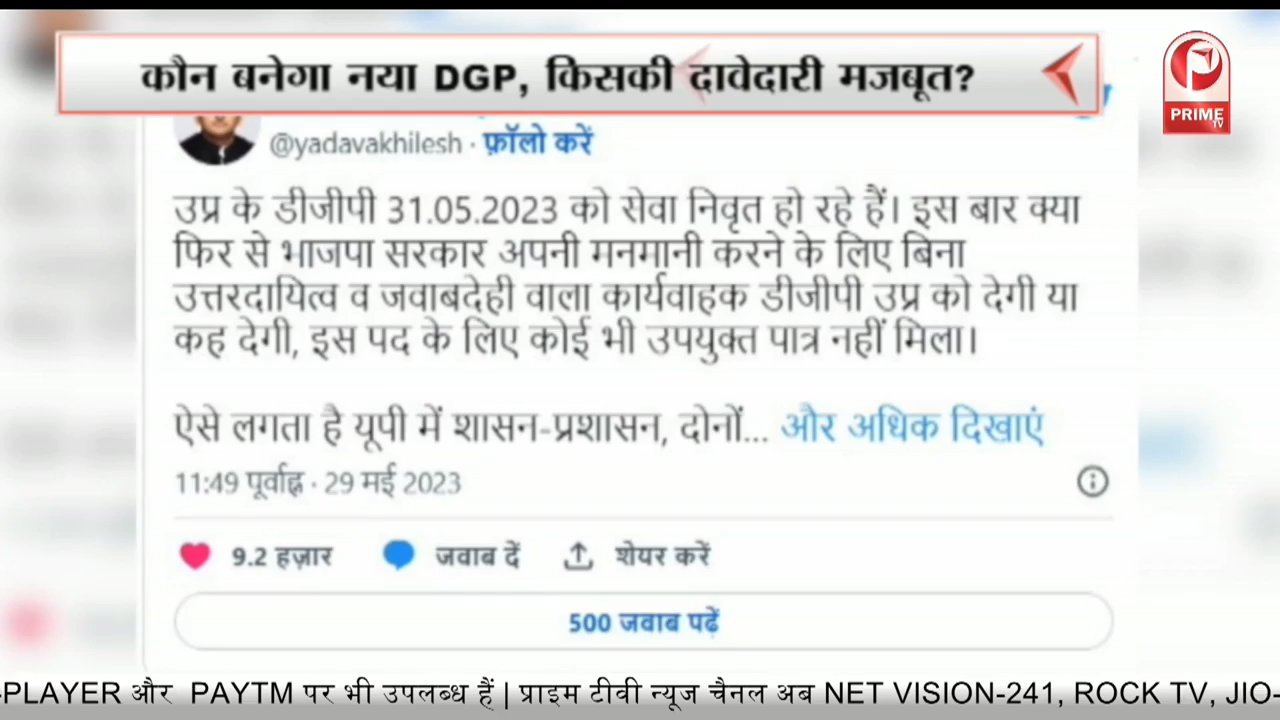 कौन बनेगा नया DGP, किसकी दावेदारी मजबूत?
PRIME
TV
@yadavakhilesh · फ़ॉलो करें
उप्र के डीजीपी 31.05.2023 को सेवा निवृत हो रहे हैं। इस बार क्या
फिर से भाजपा सरकार अपनी मनमानी करने के लिए बिना
उत्तरदायित्व व जवाबदेही वाला कार्यवाहक डीजीपी उप्र को देगी या
कह देगी, इस पद के लिए कोई भी उपयुक्त पात्र नहीं मिला।
ऐसे लगता है यूपी में शासन-प्रशासन, दोनों... और अधिक दिखाएं
11:49 पूर्वाह्न · 29 मई 2023
9.2 हज़ार जवाब दें शेयर करें
500 जवाब पढ़ें
-PLAYER और PAYTM पर भी उपलब्ध हैं | प्राइम टीवी न्यूज चैनल अब NET VISION-241, ROCK TV, JIO-